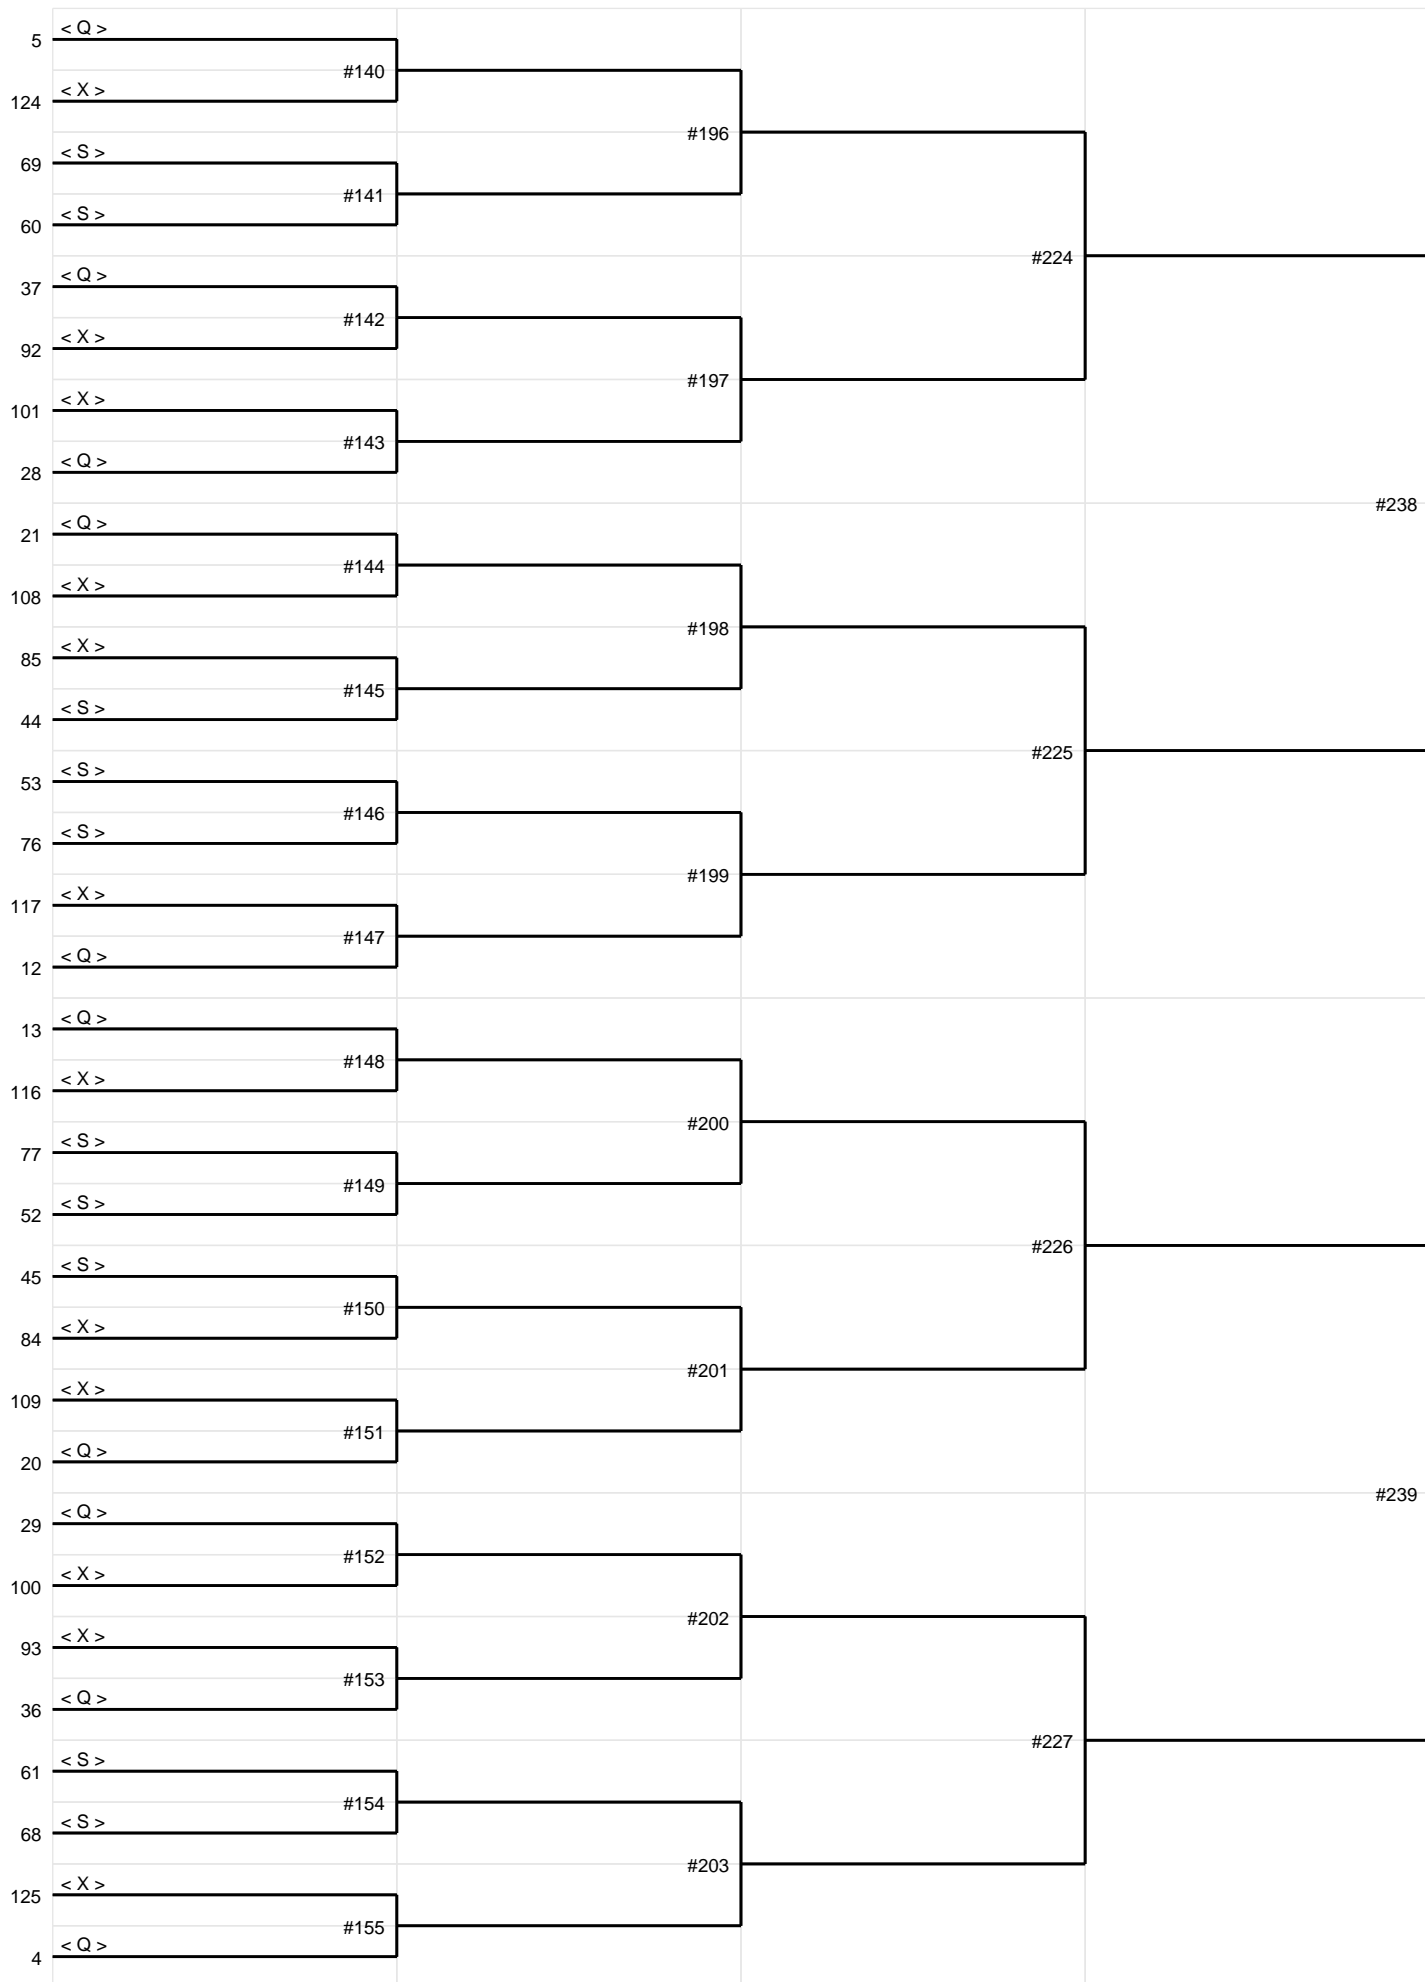 < Q >
5
#140
< X >
124
#196
< S >
69
#141
< S >
60
#224
< Q >
37
#142
< X >
92
#197
< X >
101
#143
< Q >
28
#238
< Q >
21
#144
< X >
108
#198
< X >
85
#145
< S >
44
#225
< S >
53
#146
< S >
76
#199
< X >
117
#147
< Q >
12
< Q >
13
#148
< X >
116
#200
< S >
77
#149
< S >
52
#226
< S >
45
#150
< X >
84
#201
< X >
109
#151
< Q >
20
#239
< Q >
29
#152
< X >
100
#202
< X >
93
#153
< Q >
36
#227
< S >
61
#154
< S >
68
#203
< X >
125
#155
< Q >
4